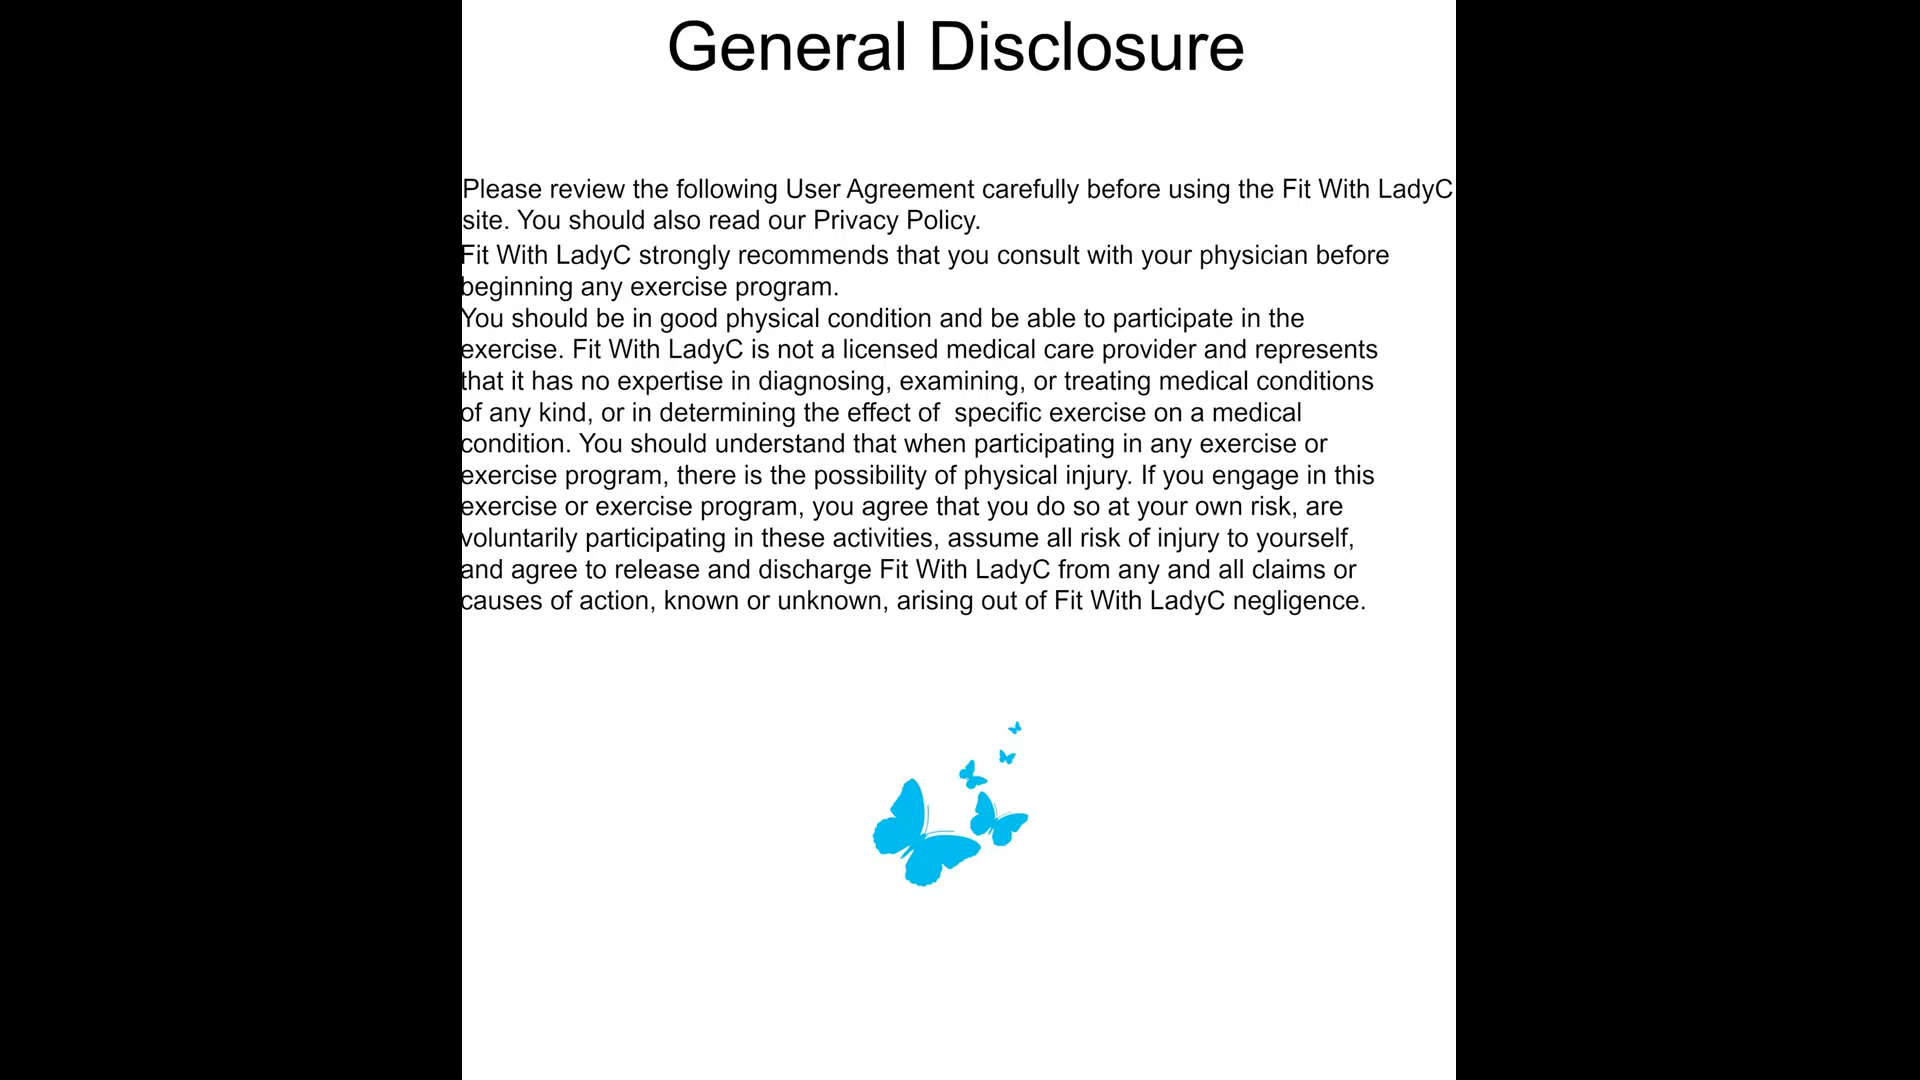 General Disclosure
Please review the following User Agreement carefully before using the Fit With LadyC
site. You should also read our Privacy Policy.
Fit With LadyC strongly recommends that you consult with your physician before
beginning any exercise program.
You should be in good physical condition and be able to participate in the
exercise. Fit With LadyC is not a licensed medical care provider and represents
that it has no expertise in diagnosing, examining, or treating medical conditions
of any kind, or in determining the effect of  specific exercise on a medical
condition. You should understand that when participating in any exercise or
exercise program, there is the possibility of physical injury. If you engage in this
exercise or exercise program, you agree that you do so at your own risk, are
voluntarily participating in these activities, assume all risk of injury to yourself,
and agree to release and discharge Fit With LadyC from any and all claims or
causes of action, known or unknown, arising out of Fit With LadyC negligence.